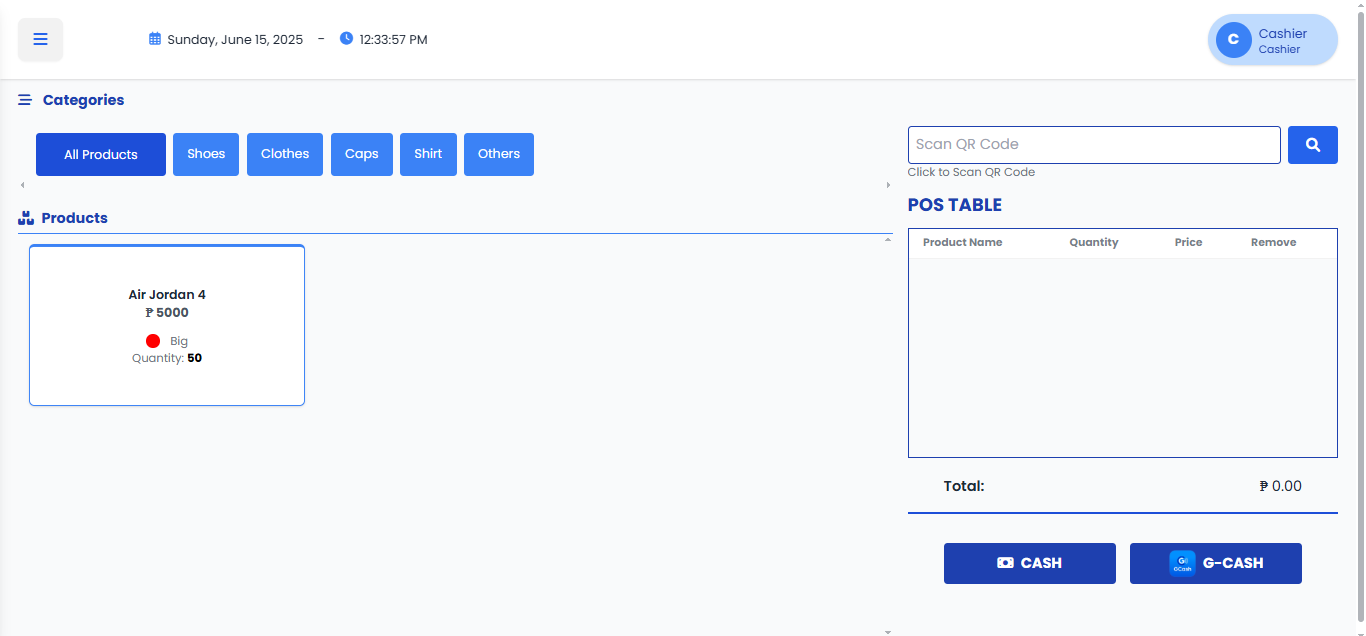 Sunday, June 15, 2025 - 12:33:57 PM
C
Cashier
Cashier
Categories
All Products Shoes Clothes Caps Shirt Others
Products
Air Jordan 4
₱ 5000
Big
Quantity: 50
Scan QR Code
Click to Scan QR Code
POS TABLE
Product Name Quantity Price Remove
Total: ₱ 0.00
CASH
G) GCash G-CASH